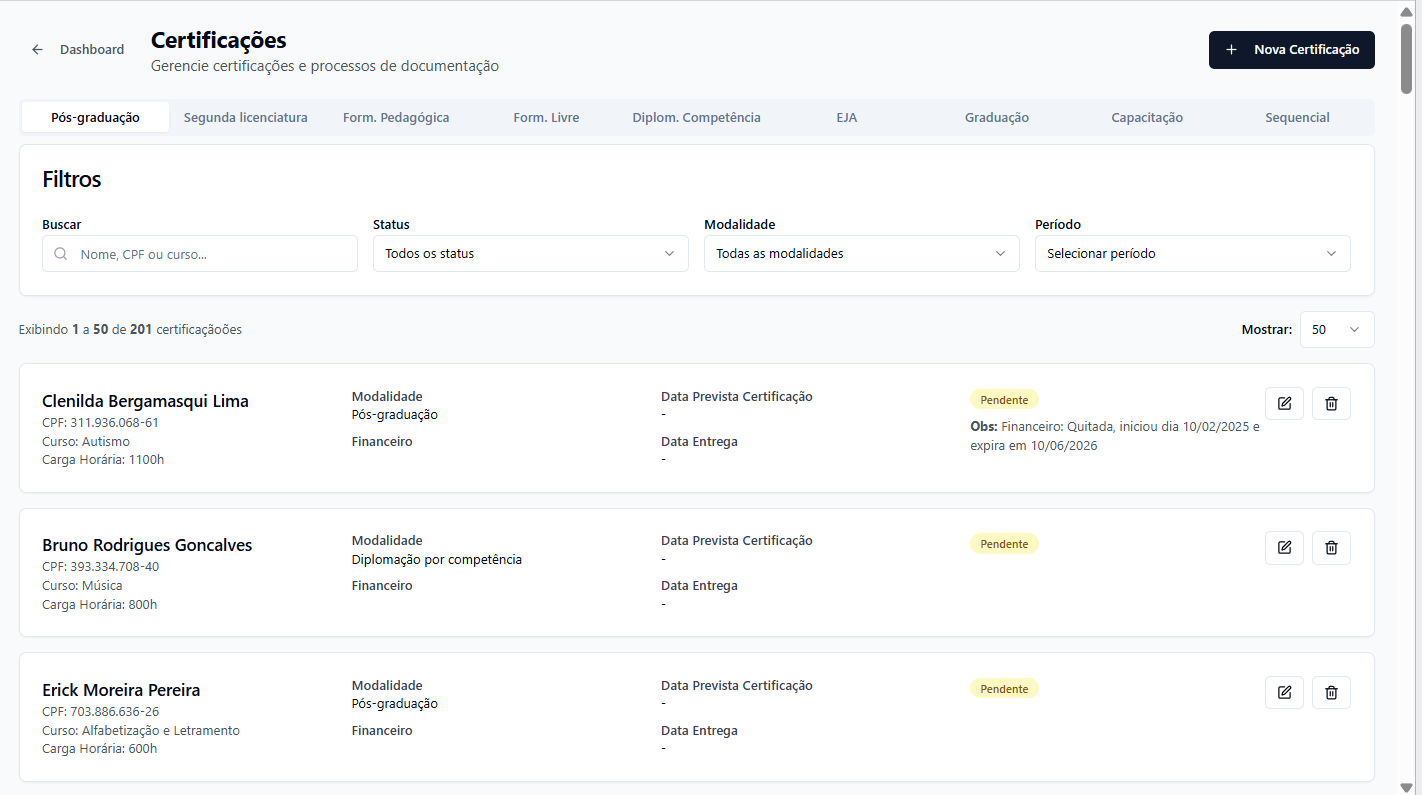 Dashboard
Certificações
Gerencie certificações e processos de documentação
Nova Certificação
Pós-graduação
Segunda licenciatura
Form. Pedagógica
Form. Livre
Diplom. Competência
EJA
Graduação
Capacitação
Sequencial
Filtros
Buscar
Nome, CPF ou curso...
Status
Todos os status
Modalidade
Todas as modalidades
Período
Selecionar período
Exibindo 1 a 50 de 201 certificaçãoões
Mostrar:
50
Clenilda Bergamasqui Lima
CPF: 311.936.068-61
Curso: Autismo
Carga Horária: 1100h
Modalidade
Pós-graduação
Financeiro
Data Prevista Certificação
-
Data Entrega
-
Pendente
Obs: Financeiro: Quitada, iniciou dia 10/02/2025 e
expira em 10/06/2026
Bruno Rodrigues Goncalves
CPF: 393.334.708-40
Curso: Música
Carga Horária: 800h
Modalidade
Diplomação por competência
Financeiro
Data Prevista Certificação
-
Data Entrega
-
Pendente
Erick Moreira Pereira
CPF: 703.886.636-26
Curso: Alfabetização e Letramento
Carga Horária: 600h
Modalidade
Pós-graduação
Financeiro
Data Prevista Certificação
-
Data Entrega
-
Pendente